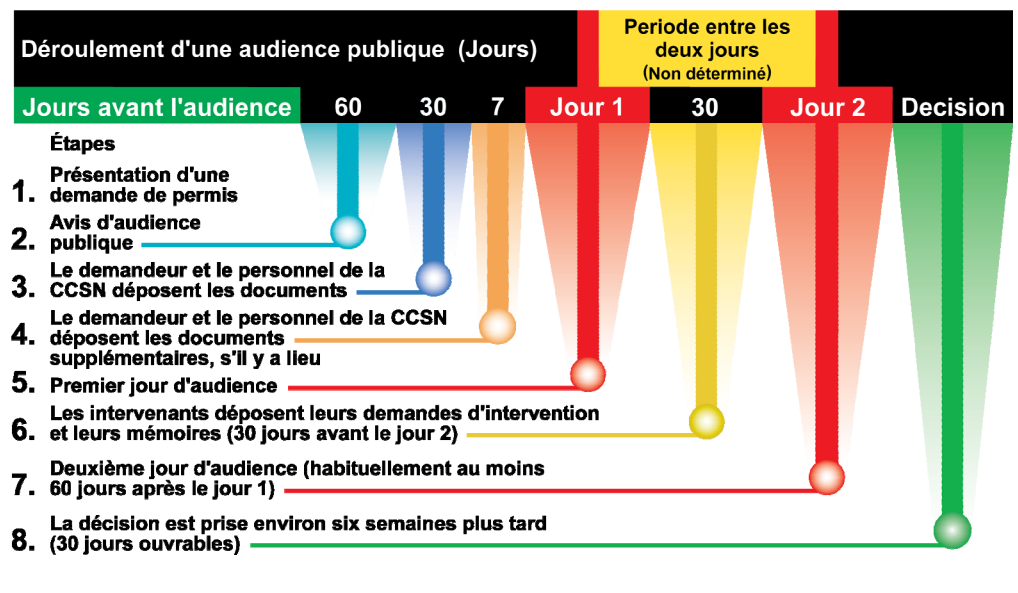 Déroulement d'une audience publique (Jours)
Periode entre les
deux jours
(Non déterminé)
Jours avant l'audience 60 30 7 Jour 1 30 Jour 2 Decision
Étapes
1. Présentation d'une
demande de permis
2. Avis d'audience
publique
3. Le demandeur et le personnel de la
CCSN déposent les documents
4. Le demandeur et le personnel de la CCSN
déposent les documents
supplémentaires, s'il y a lieu
5. Premier jour d'audience
6. Les intervenants déposent leurs demandes d'intervention
et leurs mémoires (30 jours avant le jour 2)
7. Deuxième jour d'audience (habituellement au moins
60 jours après le jour 1)
8. La décision est prise environ six semaines plus tard
(30 jours ouvrables)